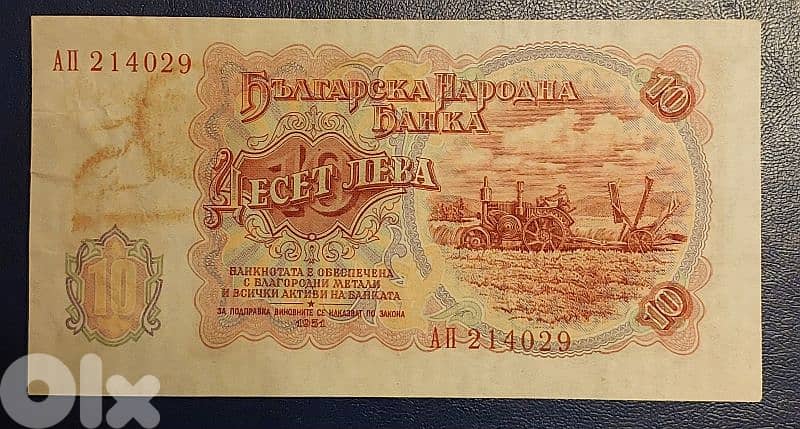 АП 214029
10
БЪЛГАРСКА НАРОДНА
БАНКА
10
ДЕСЕТ ЛЕВА
10
БАНКНОТАТА Е ОБЕЗПЕЧЕНА
С БЛАГОРОДНИ МЕТАЛИ
И ВСИЧКИ АКТИВИ НА БАНКАТА
ЗА ПОДПРАВКА ВИНОВНИТЕ СЕ НАКАЗВАТ ПО ЗАКОНА
1951
10
АП 214029
OLX